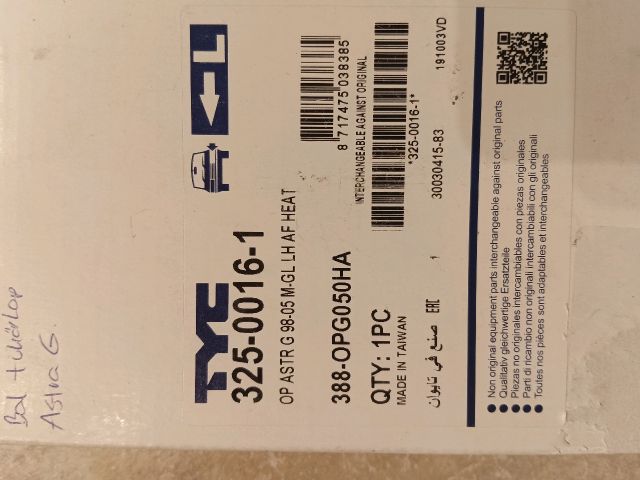 Bal + tükörlap
Astra G.
L
TYC
325-0016-1
OP ASTR G 98-05 M-GL LH AF HEAT
388-OPG050HA
QTY: 1PC
MADE IN TAIWAN
صنع في تايوان
EAC
1
8 717475 038385
INTERCHANGEABLE AGAINST ORIGINAL
*325-0016-1*
30030415-83
191003VD
Non original equipment parts interchangeable against original parts
Qualitativ gleichwertige Ersatzteile
Piezas no originales intercambiables con piezas originales
Parti di ricambio non originali intercambiabili con gli originali
Toutes nos pièces sont adaptables et interchangeables